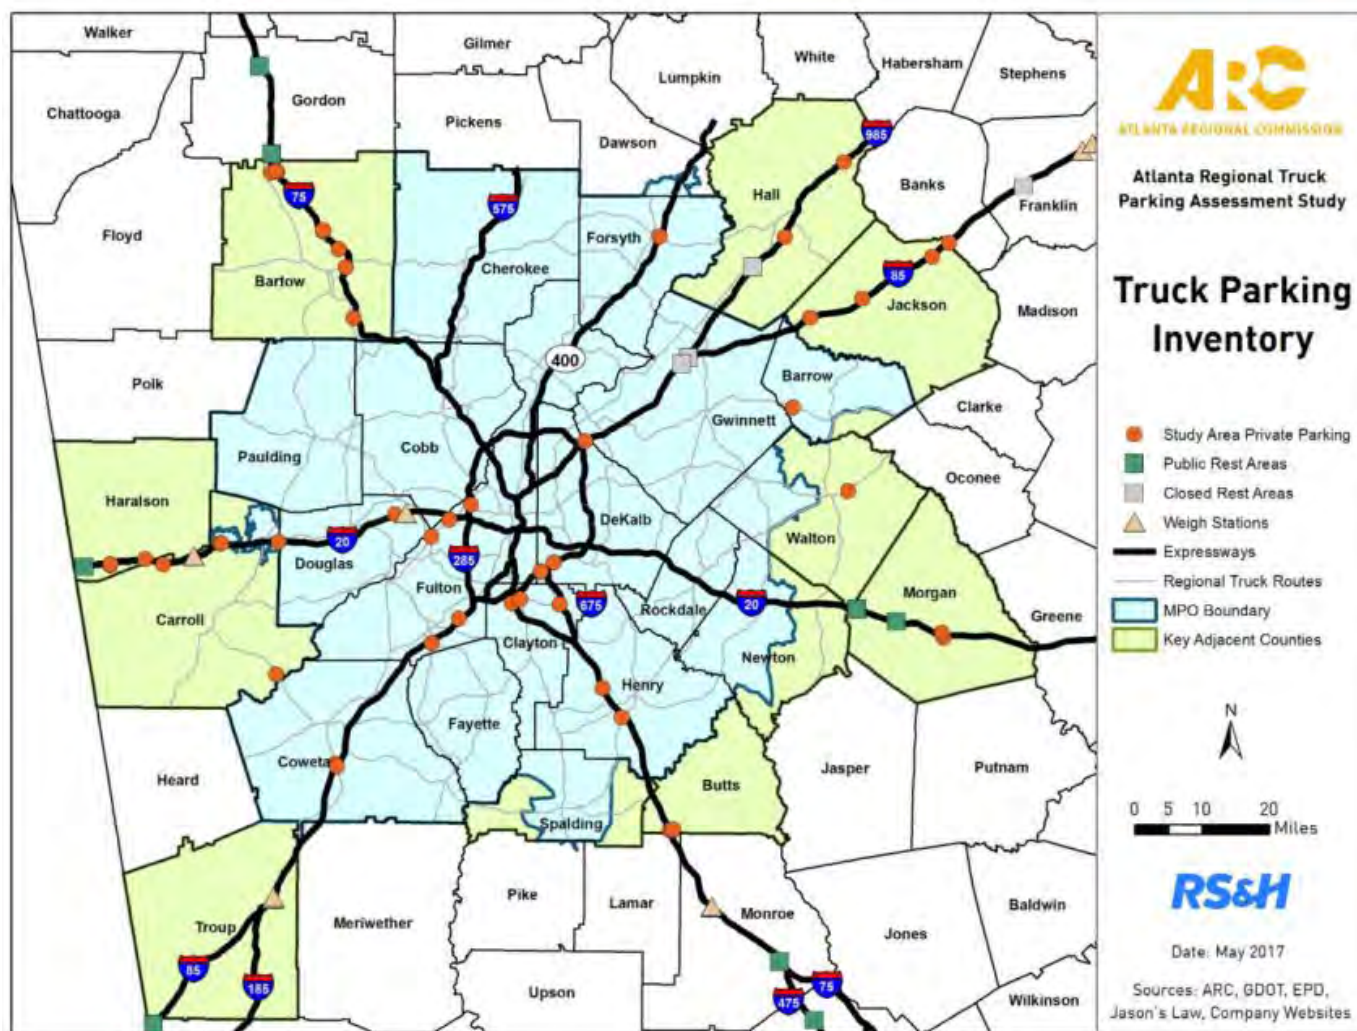 Walker
Gilmer
White
Habersham
Stephens
Lumpkin
Chattooga
Gordon
Pickens
Dawson
985
Banks
Franklin
75
575
Hall
Floyd
Forsyth
Cherokee
Bartow
85
Jackson
Madison
400
Polk
Barrow
Clarke
Gwinnett
Cobb
Paulding
Oconee
Haralson
DeKalb
20
Walton
285
Douglas
Fulton
Morgan
675
Rockdale
20
Greene
Carroll
Clayton
Newton
Henry
Fayette
Heard
Coweta
Jasper
Putnam
Butts
Spalding
Pike
Lamar
Monroe
Baldwin
Troup
Meriwether
Jones
85
185
Upson
475
75
Wilkinson
ARC
ATLANTA REGIONAL COMMISSION
Atlanta Regional Truck
Parking Assessment Study
Truck Parking
Inventory
Study Area Private Parking
Public Rest Areas
Closed Rest Areas
Weigh Stations
Expressways
Regional Truck Routes
MPO Boundary
Key Adjacent Counties
N
0 5 10 20
Miles
RS&H
Date: May 2017
Sources: ARC, GDOT, EPD,
Jason's Law, Company Websites